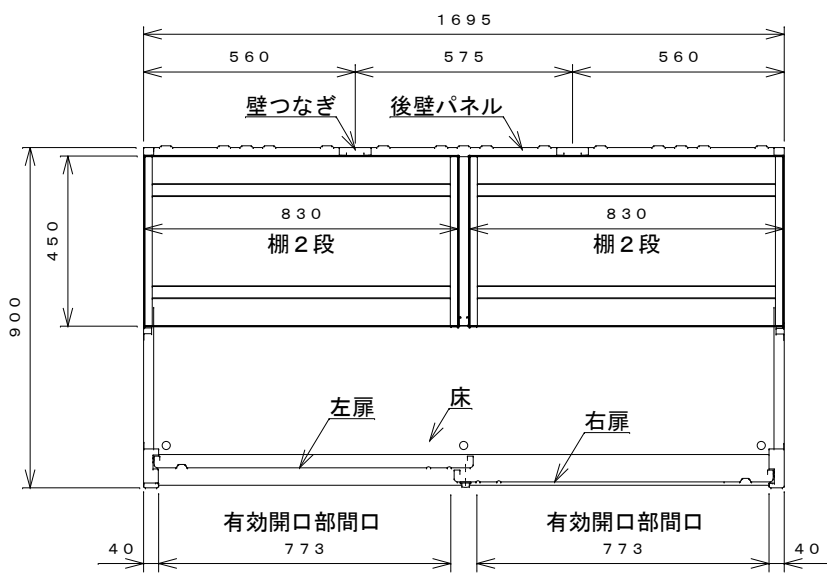 1695
560 575 560
壁つなぎ 後壁パネル
830 830
棚2段 棚2段
450
900
左扉 床 右扉
有効開口部間口 有効開口部間口
40 773 773 40